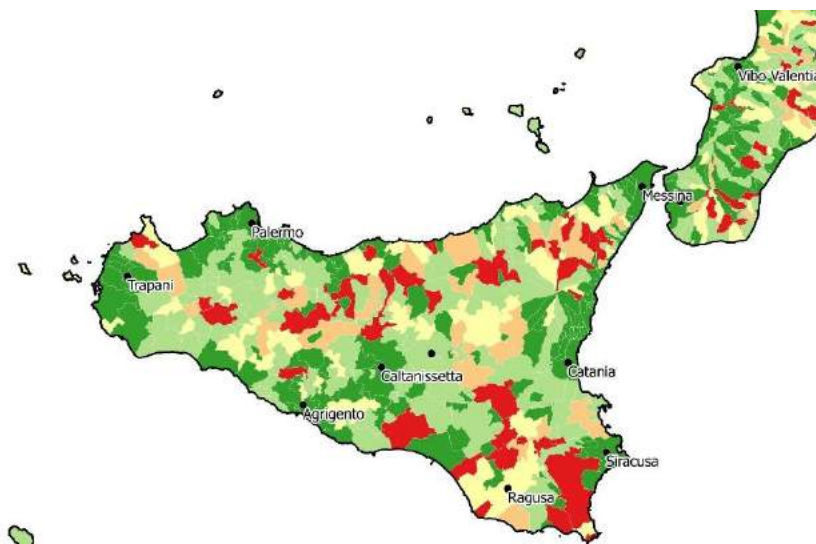 Vibo Valentia
Messina
Palermo
Trapani
Catania
Caltanissetta
Agrigento
Siracusa
Ragusa